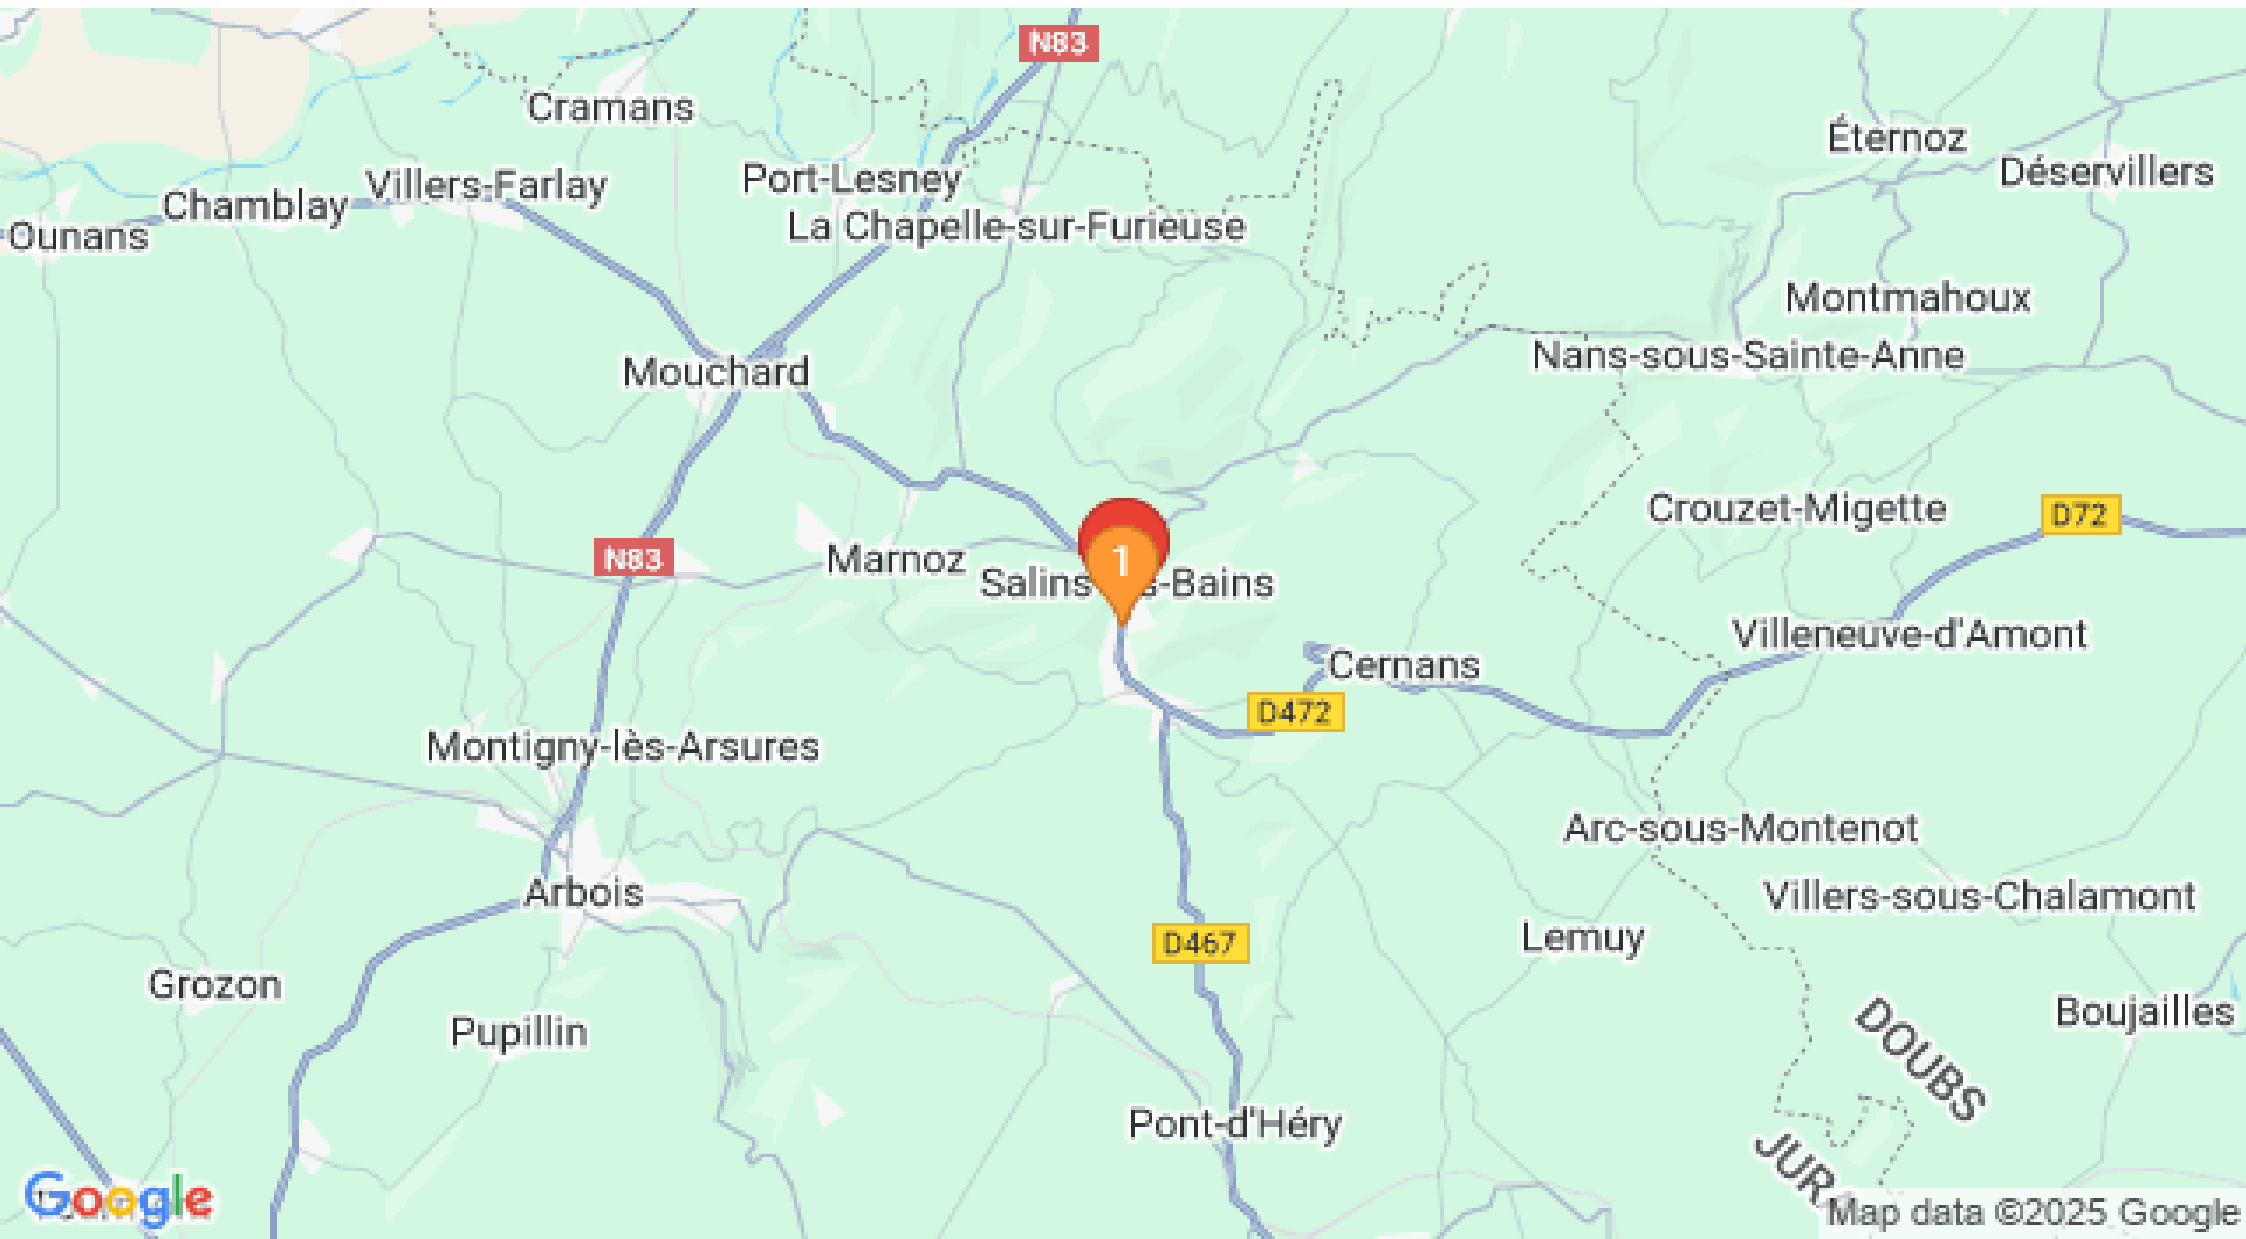 N83
Cramans
Éternoz
Déservillers
Villers-Farlay
Port-Lesney
Chamblay
La Chapelle-sur-Furieuse
Ounans
Montmahoux
Nans-sous-Sainte-Anne
Mouchard
Crouzet-Migette
D72
N83
Marnoz
1
Salins
s-Bains
Villeneuve-d'Amont
Cernans
D472
Montigny-lès-Arsures
Arc-sous-Montenot
Arbois
Villers-sous-Chalamont
Lemuy
D467
Grozon
Pupillin
Boujailles
DOUBS
Pont-d'Héry
JUR
Google
Map data ©2025 Google